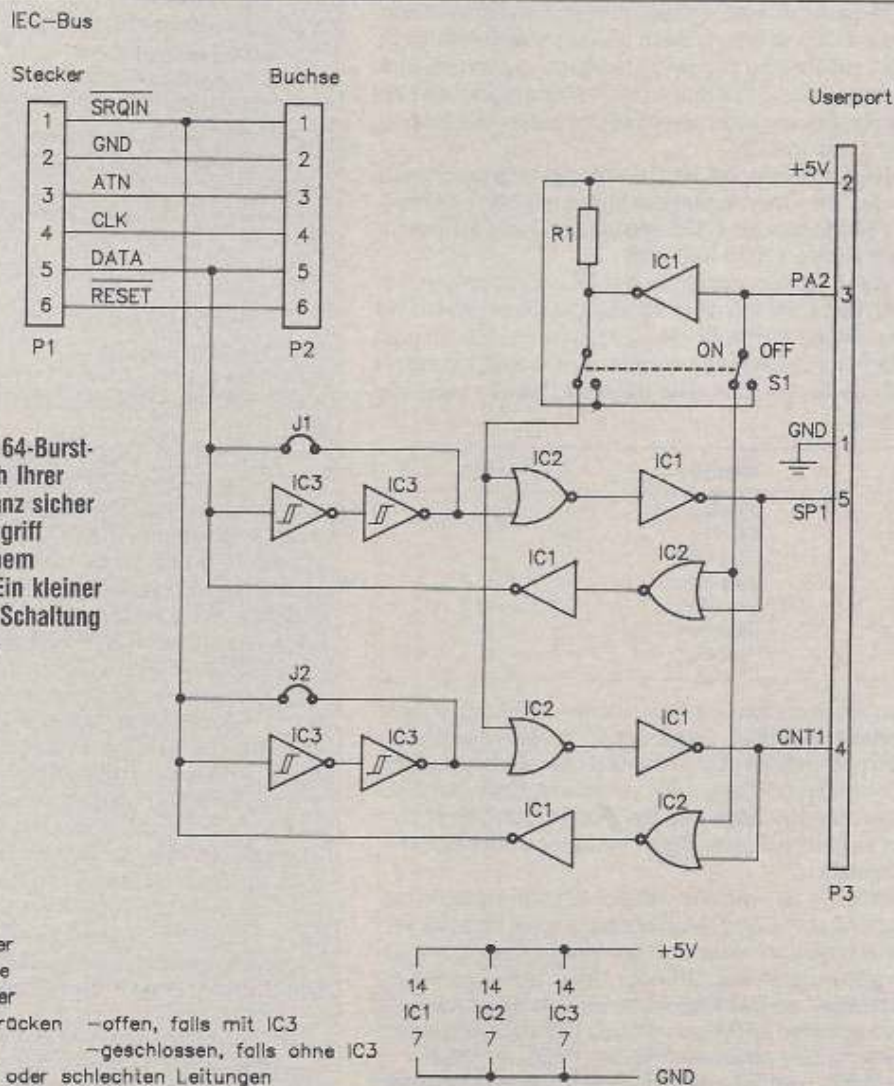 IEC–Bus
Stecker
Buchse
Userport
1
SRQIN
1
2
GND
2
3
ATN
3
4
CLK
4
5
DATA
5
6
RESET
6
P1
P2
+5V
2
R1
IC1
PA2
3
ON
OFF
S1
GND
1
64-Burst-
h Ihrer
nz sicher
griff
nem
Ein kleiner
Schaltung
J1
IC3
IC3
IC2
IC1
5
SP1
IC1
IC2
J2
IC3
IC3
IC2
IC1
CNT1
4
IC1
IC2
P3
er
e
er
rücken –offen, falls mit IC3
–geschlossen, falls ohne IC3
oder schlechten Leitungen
+5V
14
14
14
IC1
IC2
IC3
7
7
7
GND